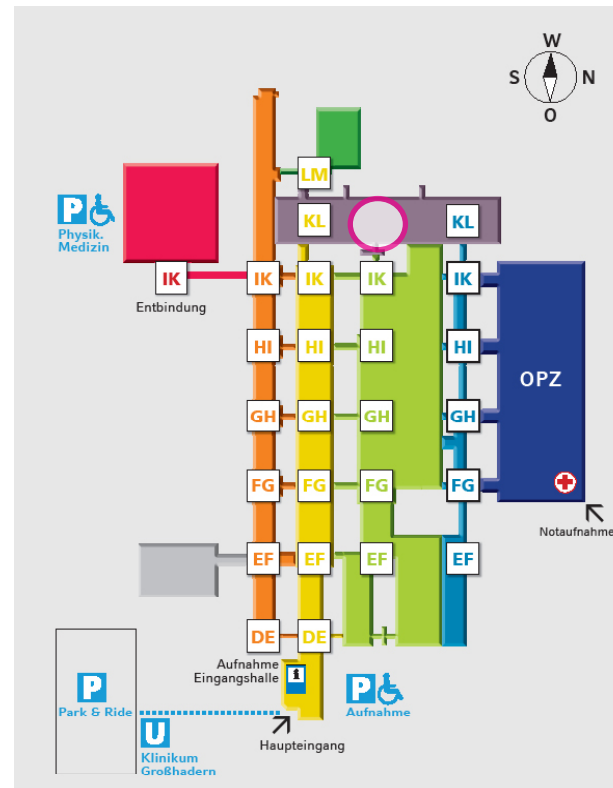 W
S N
O
LM
KL KL
P
Physik.
Medizin
IK IK IK IK IK
Entbindung
HI HI HI HI
OPZ
GH GH GH GH
FG FG FG FG
Notaufnahme
EF EF EF EF
DE DE
Aufnahme
Eingangshalle
i
P
Park & Ride
P
Aufnahme
U
Klinikum
Großhadern
Haupteingang